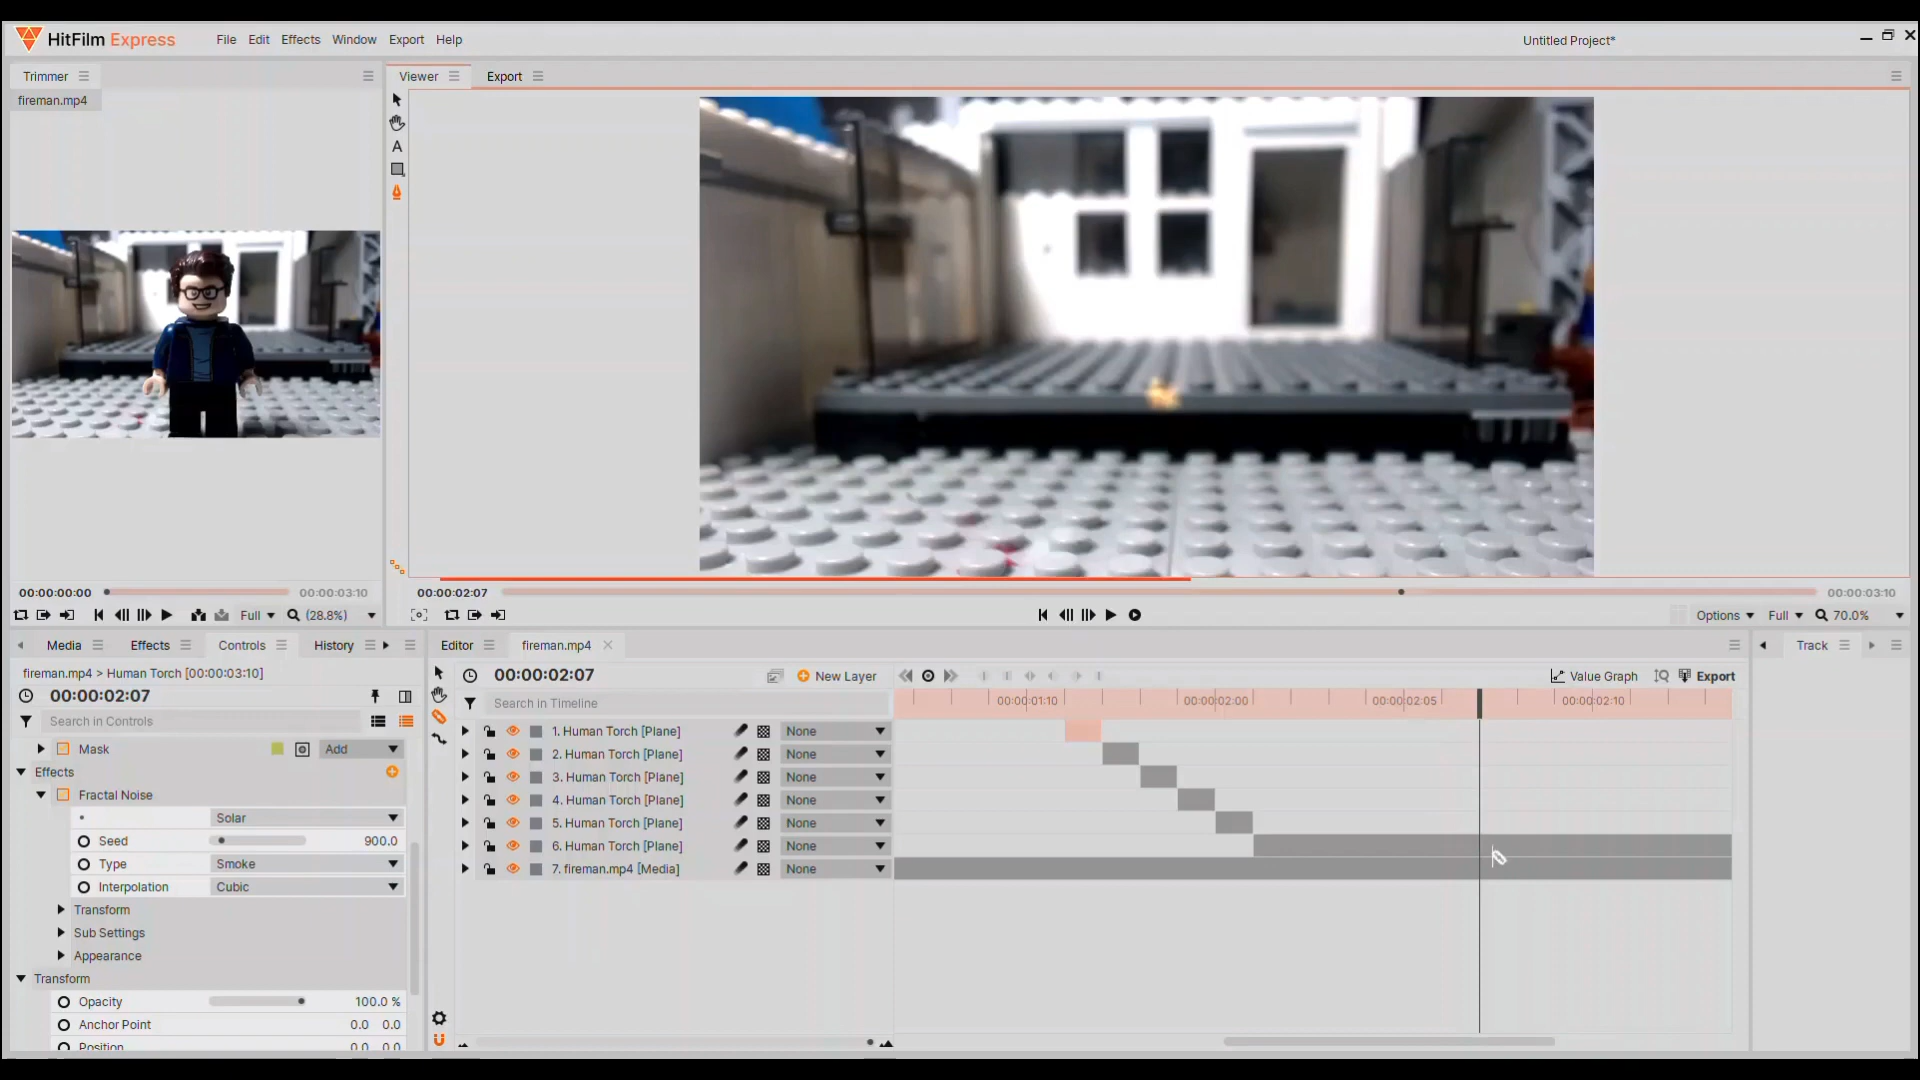 HitFilm Express File Edit Effects Window Export Help Untitled Project*
Trimmer Viewer Export
fireman.mp4
A
00:00:00:00 00:00:03:10 00:00:02:07 00:00:03:10
Full (28.8%) Options Full 70.0%
Media Effects Controls History Editor fireman.mp4 Track
fireman.mp4 > Human Torch [00:00:03:10] 00:00:02:07 New Layer Value Graph Export
00:00:02:07
Search in Controls Search in Timeline 00:00:01:10 00:00:02:00 00:00:02:05 00:00:02:10
Mask Add
Effects
Fractal Noise
Solar
Seed 900.0
Type Smoke
Interpolation Cubic
Transform
Sub Settings
Appearance
Transform
Opacity 100.0 %
Anchor Point 0.0 0.0
Position 0.0 0.0
1. Human Torch [Plane] None
2. Human Torch [Plane] None
3. Human Torch [Plane] None
4. Human Torch [Plane] None
5. Human Torch [Plane] None
6. Human Torch [Plane] None
7. fireman.mp4 [Media] None